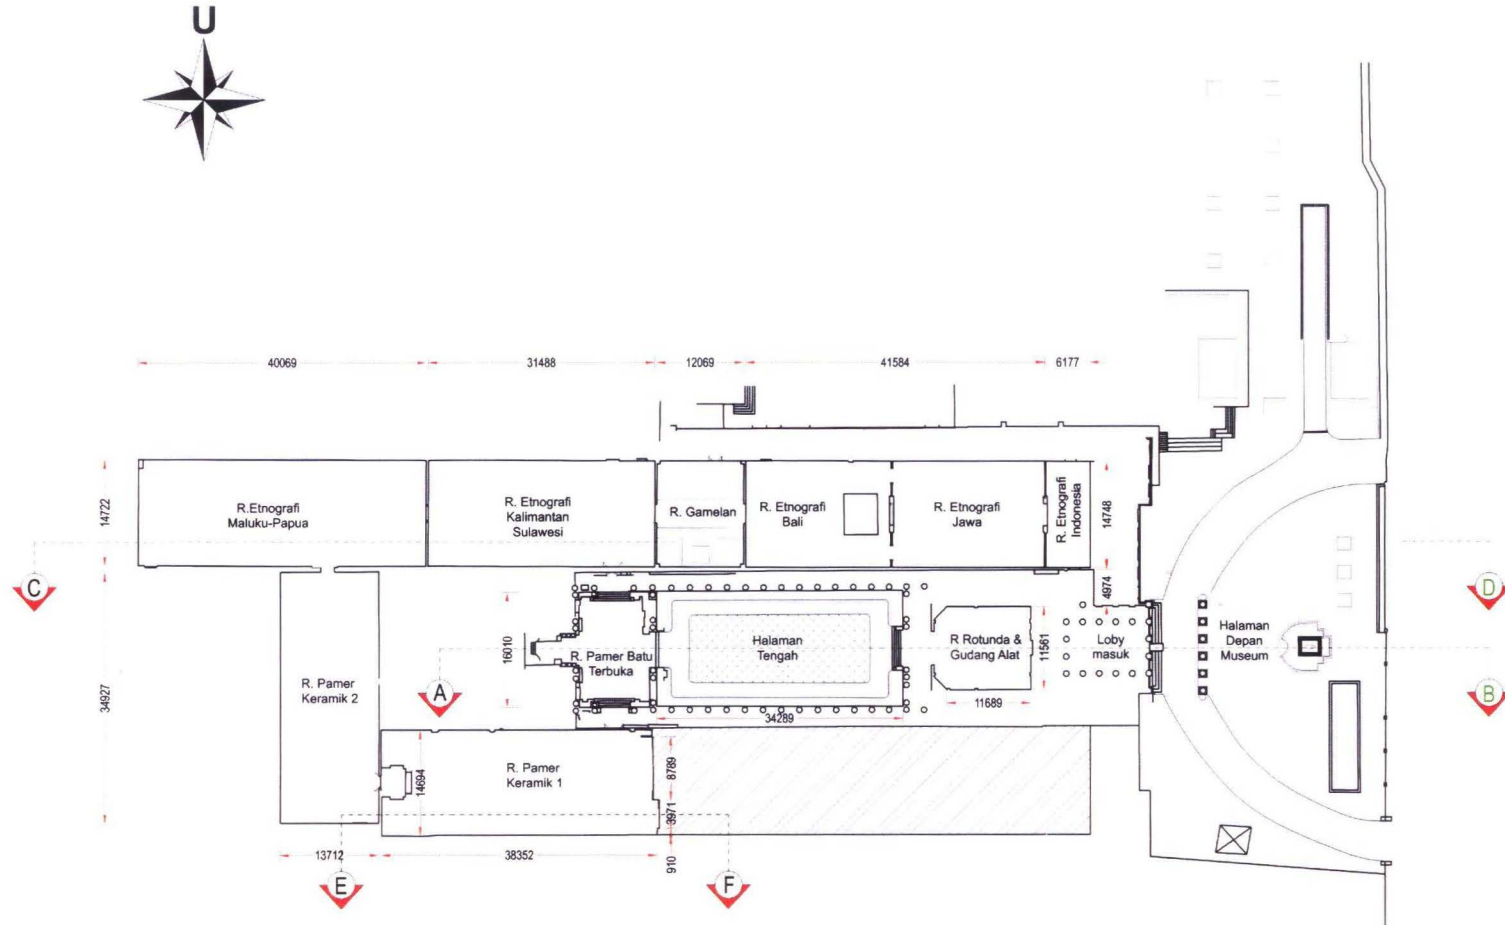 U
40069
31488
12069
41584
6177
14722
R.Etnografi
Maluku-Papua
R. Etnografi
Kalimantan
Sulawesi
R. Gamelan
R. Etnografi
Bali
R. Etnografi
Jawa
R. Etnografi
Indonesia
14748
C
D
4974
34927
R. Pamer
Keramik 2
16010
R. Pamer Batu
Terbuka
Halaman
Tengah
R Rotunda &
Gudang Alat
11561
Loby
masuk
Halaman
Depan
Museum
A
B
11689
34289
R. Pamer
Keramik 1
14694
8789
3971
910
13712
38352
E
F